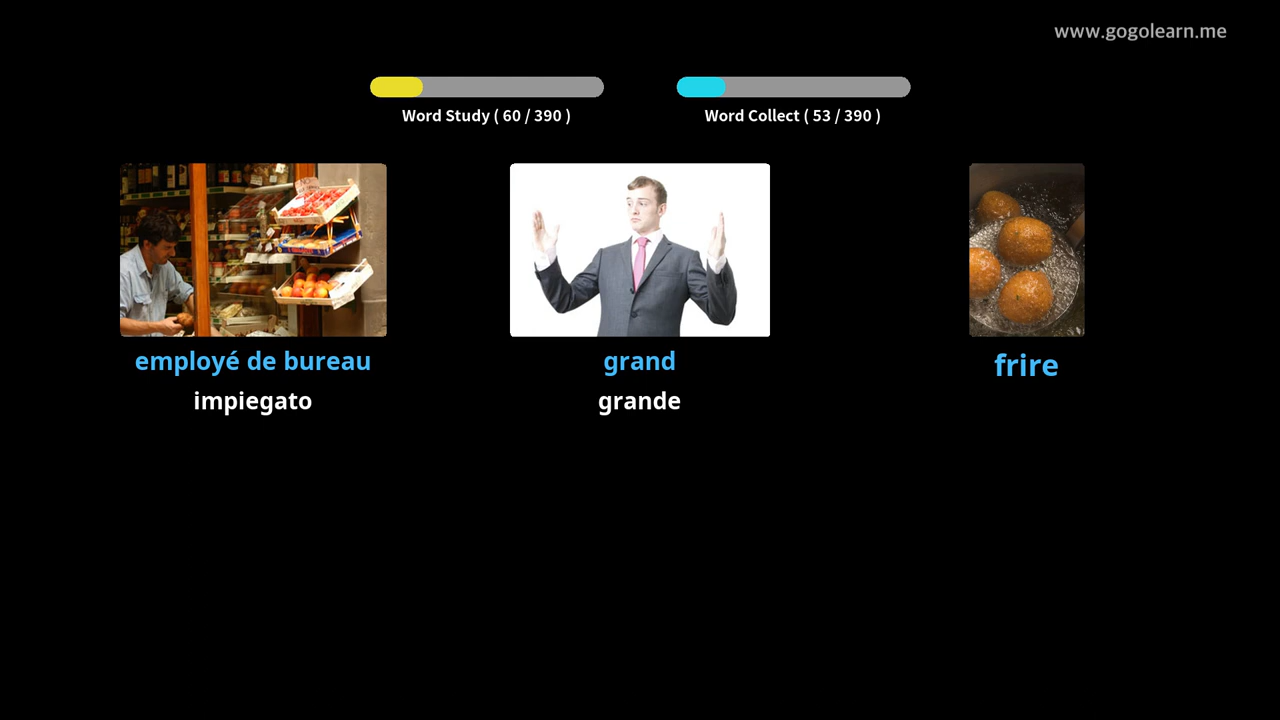 www.gogolearn.me
Word Study ( 60 / 390 )
Word Collect ( 53 / 390 )
employé de bureau
grand
frire
impiegato
grande